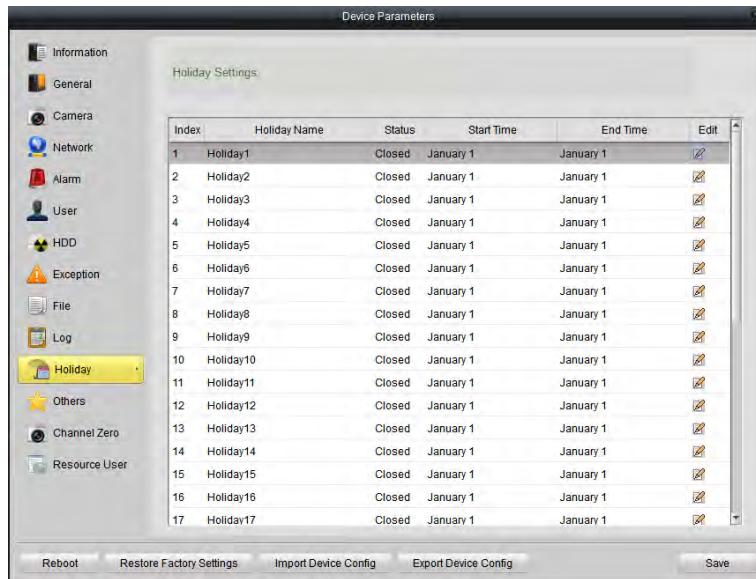 Device Parameters
Information
General
Camera
Network
Alarm
User
HDD
Exception
File
Log
Holiday
Others
Channel Zero
Resource User
Holiday Settings
Index Holiday Name Status Start Time End Time Edit
1 Holiday1 Closed January 1 January 1
2 Holiday2 Closed January 1 January 1
3 Holiday3 Closed January 1 January 1
4 Holiday4 Closed January 1 January 1
5 Holiday5 Closed January 1 January 1
6 Holiday6 Closed January 1 January 1
7 Holiday7 Closed January 1 January 1
8 Holiday8 Closed January 1 January 1
9 Holiday9 Closed January 1 January 1
10 Holiday10 Closed January 1 January 1
11 Holiday11 Closed January 1 January 1
12 Holiday12 Closed January 1 January 1
13 Holiday13 Closed January 1 January 1
14 Holiday14 Closed January 1 January 1
15 Holiday15 Closed January 1 January 1
16 Holiday16 Closed January 1 January 1
17 Holiday17 Closed January 1 January 1
Reboot Restore Factory Settings Import Device Config Export Device Config Save